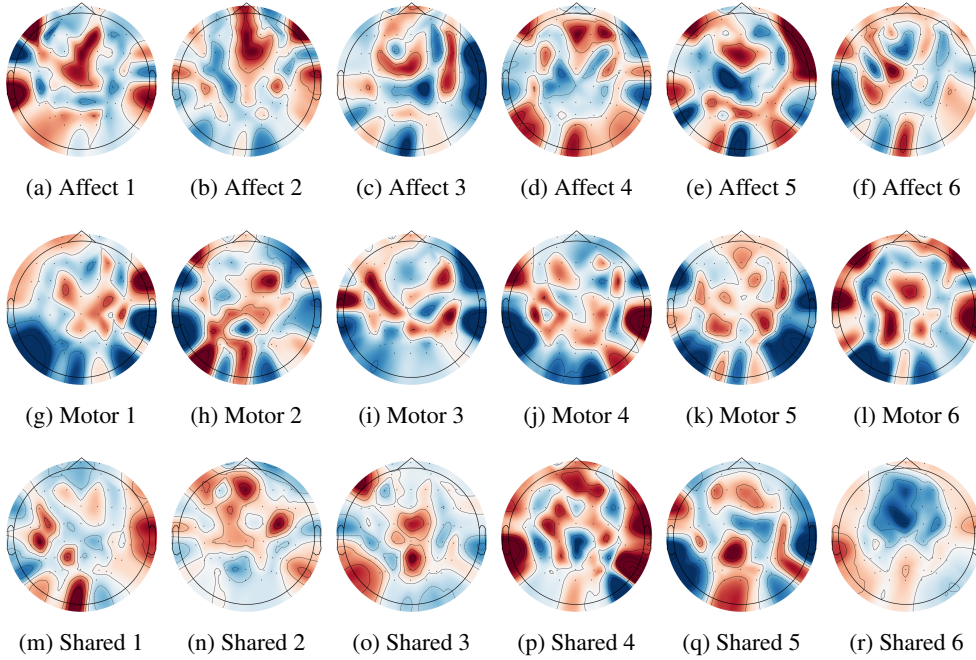 (a) Affect 1 (b) Affect 2 (c) Affect 3 (d) Affect 4 (e) Affect 5 (f) Affect 6
(g) Motor 1 (h) Motor 2 (i) Motor 3 (j) Motor 4 (k) Motor 5 (l) Motor 6
(m) Shared 1 (n) Shared 2 (o) Shared 3 (p) Shared 4 (q) Shared 5 (r) Shared 6